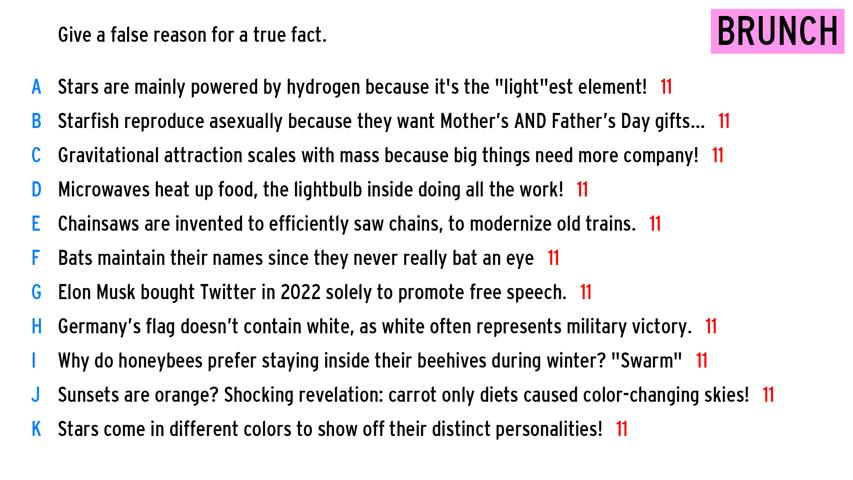 Give a false reason for a true fact.
BRUNCH
A Stars are mainly powered by hydrogen because it's the "light"est element! 11
B Starfish reproduce asexually because they want Mother’s AND Father’s Day gifts... 11
C Gravitational attraction scales with mass because big things need more company! 11
D Microwaves heat up food, the lightbulb inside doing all the work! 11
E Chainsaws are invented to efficiently saw chains, to modernize old trains. 11
F Bats maintain their names since they never really bat an eye 11
G Elon Musk bought Twitter in 2022 solely to promote free speech. 11
H Germany’s flag doesn’t contain white, as white often represents military victory. 11
I Why do honeybees prefer staying inside their beehives during winter? "Swarm" 11
J Sunsets are orange? Shocking revelation: carrot only diets caused color-changing skies! 11
K Stars come in different colors to show off their distinct personalities! 11